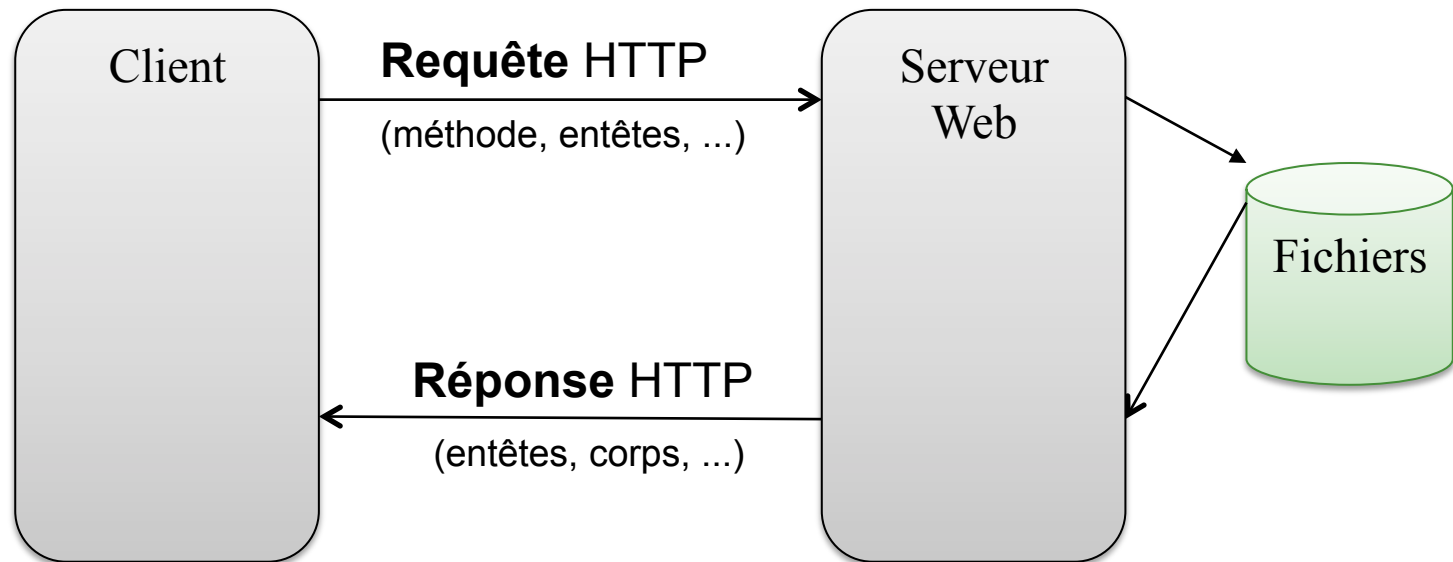 Client
Requête HTTP
(méthode, entêtes, ...)
Serveur
Web
Fichiers
Réponse HTTP
(entêtes, corps, ...)